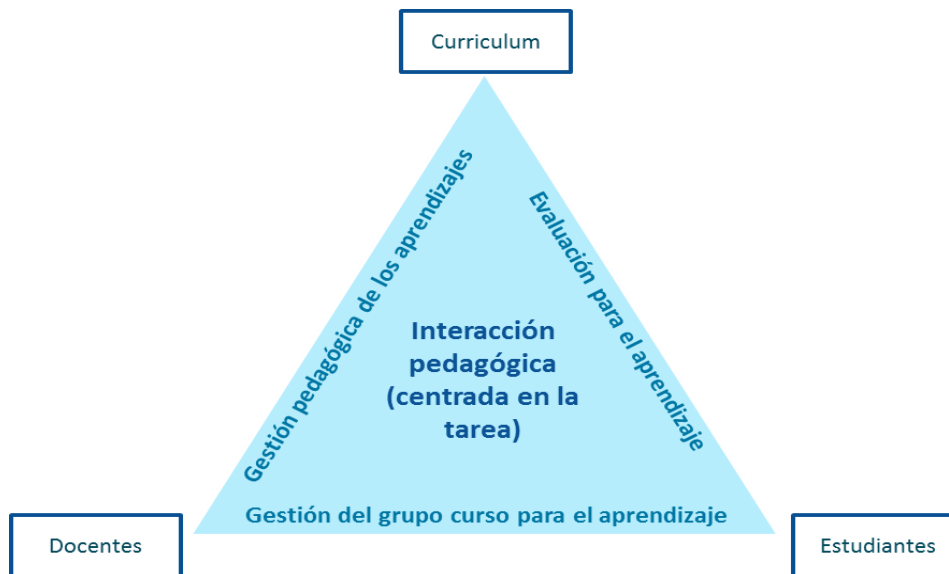 Curriculum
Gestión pedagógica de los aprendizajes
Evaluación para el aprendizaje
Interacción
pedagógica
(centrada en la
tarea)
Gestión del grupo curso para el aprendizaje
Docentes
Estudiantes